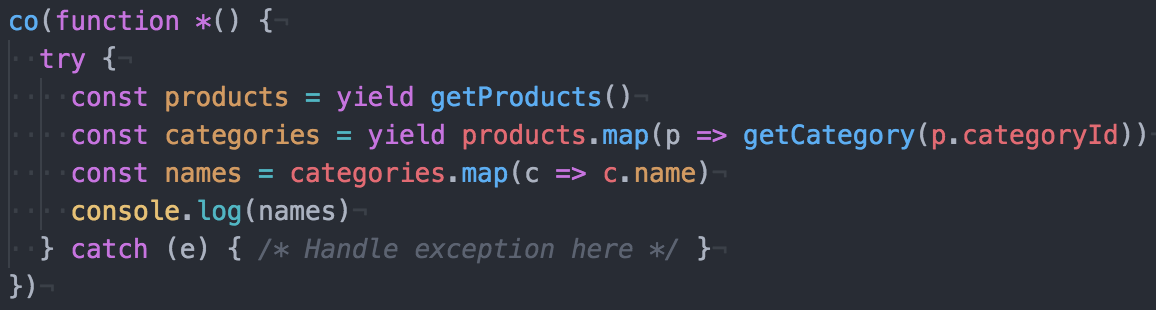 co(function *() {¬
  try {¬
    const products = yield getProducts()¬
    const categories = yield products.map(p => getCategory(p.categoryId))¬
    const names = categories.map(c => c.name)¬
    console.log(names)¬
  } catch (e) { /* Handle exception here */ }¬
})¬